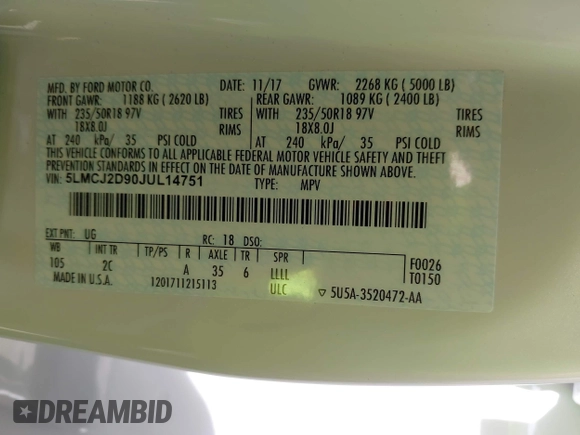 MFD. BY FORD MOTOR CO.
DATE: 11/17 GVWR: 2268 KG ( 5000 LB)
FRONT GAWR: 1188 KG ( 2620 LB) REAR GAWR: 1089 KG ( 2400 LB)
WITH 235/50R18 97V TIRES WITH 235/50R18 97V TIRES
18X8.0J RIMS 18X8.0J RIMS
AT 240 kPa/ 35 PSI COLD AT 240 kPa/ 35 PSI COLD
THIS VEHICLE CONFORMS TO ALL APPLICABLE FEDERAL MOTOR VEHICLE SAFETY AND THEFT
PREVENTION STANDARDS IN EFFECT ON THE DATE OF MANUFACTURE SHOWN ABOVE.
VIN: 5LMCJ2D90JUL14751 TYPE: MPV
EXT PNT: UG RC: 18 DSO:
WB INT TR TP/PS R AXLE TR SPR F0026
105 2C A 35 6 LLLL T0150
MADE IN U.S.A. 1201711215113 ULC ▽ 5U5A-3520472-AA
DREAMBID